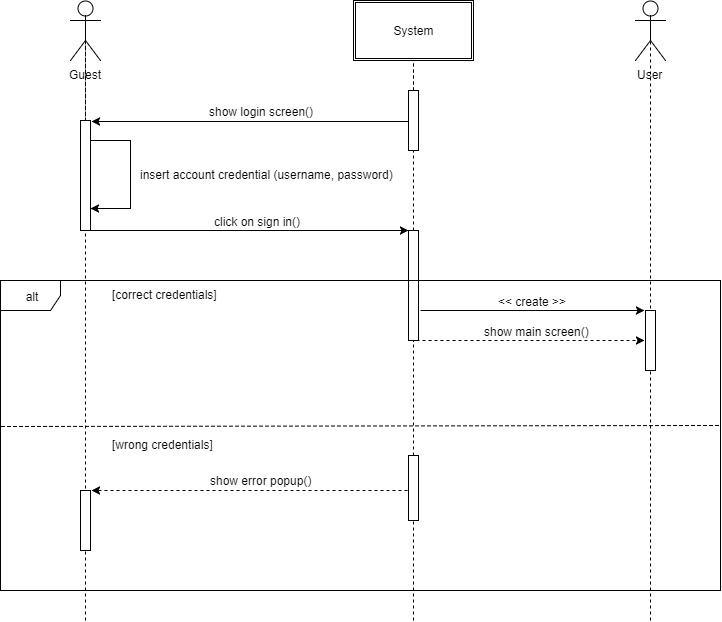 System
Guest
User
show login screen()
insert account credential (username, password)
click on sign in()
alt
[correct credentials]
<< create >>
show main screen()
[wrong credentials]
show error popup()